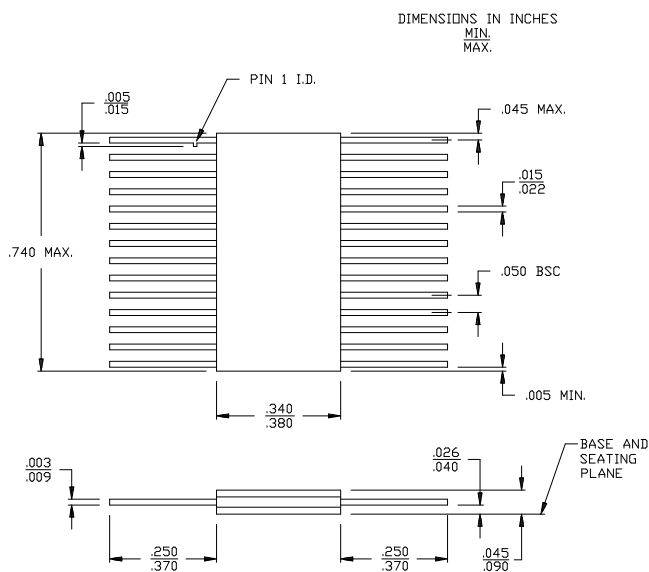 DIMENSIONS IN INCHES
MIN.
MAX.
PIN 1 I.D.
.005
.015
.045 MAX.
.015
.022
.740 MAX.
.050 BSC
.005 MIN.
.340
.380
BASE AND
SEATING
PLANE
.003
.009
.026
.040
.250
.370
.250
.370
.045
.090